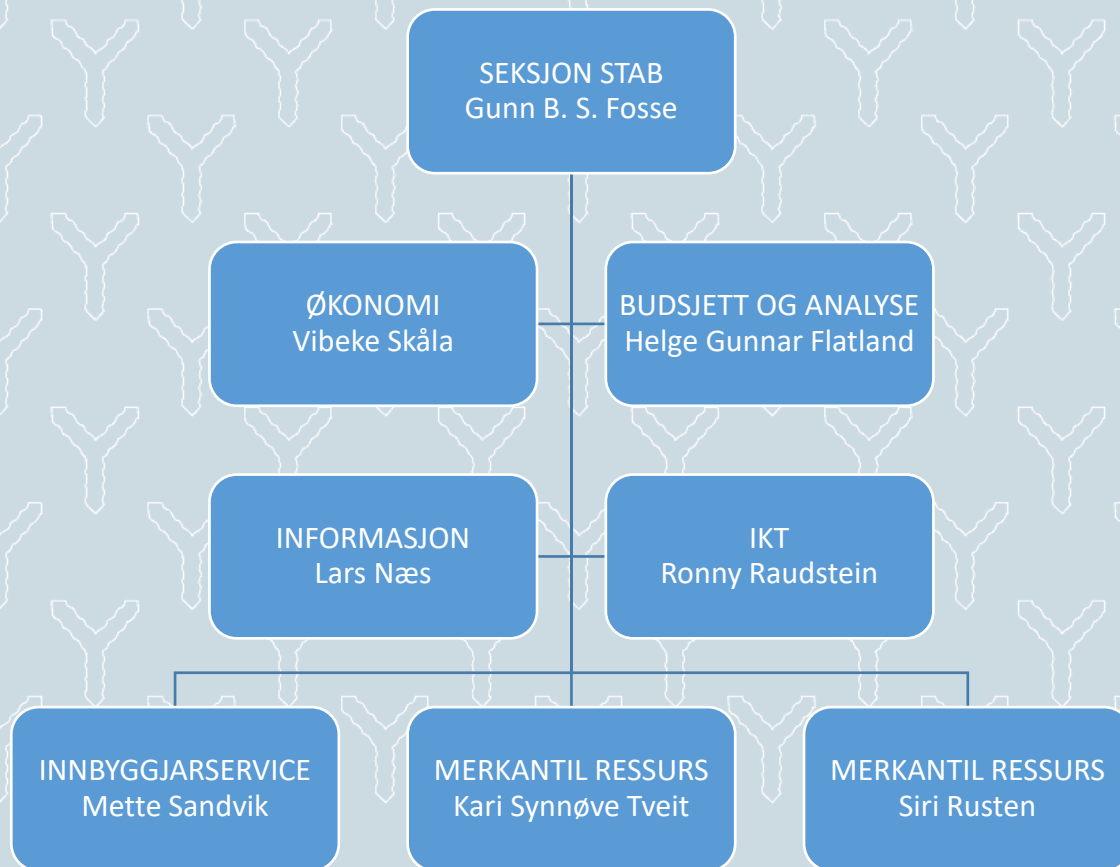 SEKSJON STAB
Gunn B. S. Fosse
ØKONOMI
Vibeke Skåla
BUDSJETT OG ANALYSE
Helge Gunnar Flatland
INFORMASJON
Lars Næs
IKT
Ronny Raudstein
INNBYGGJARSERVICE
Mette Sandvik
MERKANTIL RESSURS
Kari Synnøve Tveit
MERKANTIL RESSURS
Siri Rusten